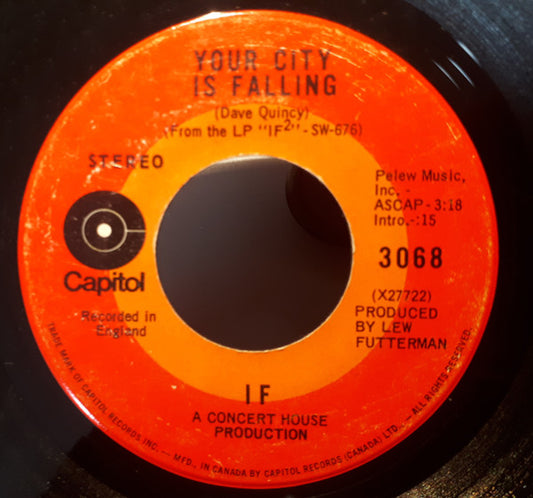 YOUR CITY
IS FALLING
(Dave Quincy)
(From the LP "IF2"-SW-676)
STEREO
Capitol
Recorded in
England
Pelew Music,
Inc. -
ASCAP - 3:18
Intro.-:15
3068
(X27722)
PRODUCED
BY LEW
FUTTERMAN
IF
A CONCERT HOUSE
PRODUCTION
TRADE MARK OF CAPITOL RECORDS INC. — MFD. IN CANADA BY CAPITOL RECORDS (CANADA) LTD. — ALL RIGHTS RESERVED.